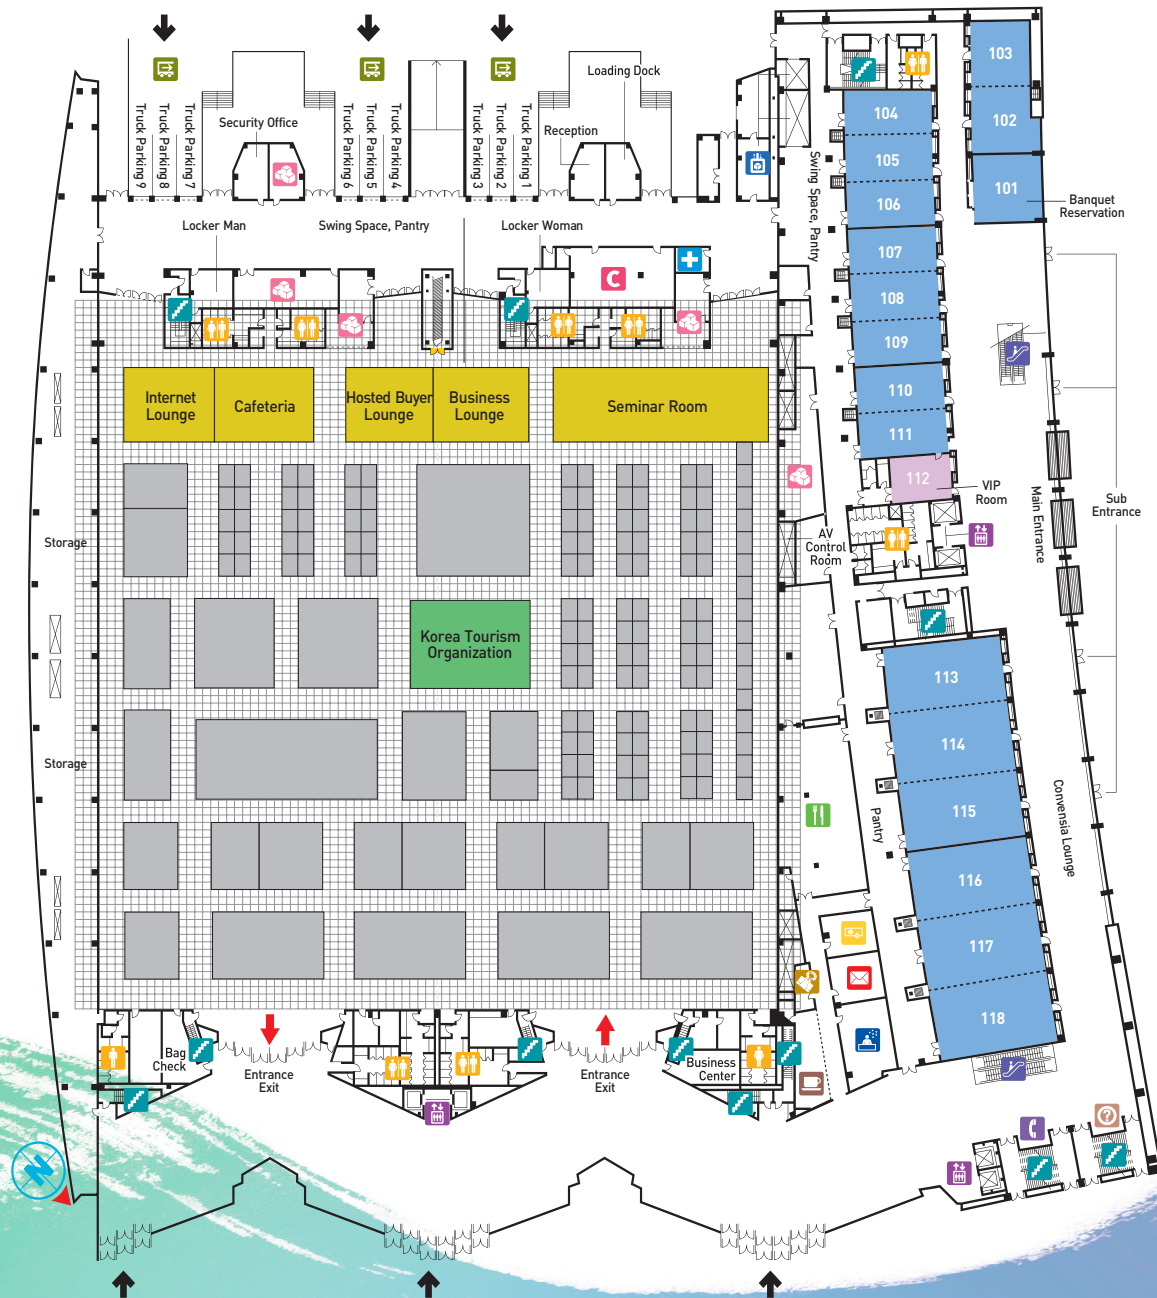 Truck Parking 9
Truck Parking 8
Truck Parking 7
Security Office
Truck Parking 6
Truck Parking 5
Truck Parking 4
Truck Parking 3
Truck Parking 2
Truck Parking 1
Reception
Loading Dock
Locker Man
Swing Space, Pantry
Locker Woman
C
Swing Space, Pantry
103
102
101
Banquet
Reservation
104
105
106
107
108
109
110
111
112
VIP
Room
Main Entrance
Sub
Entrance
AV
Control
Room
Internet
Lounge
Cafeteria
Hosted Buyer
Lounge
Business
Lounge
Seminar Room
Storage
Korea Tourism
Organization
Storage
113
114
115
116
117
118
Pantry
Convensia Lounge
Bag
Check
Entrance
Exit
Entrance
Exit
Business
Center
?
N